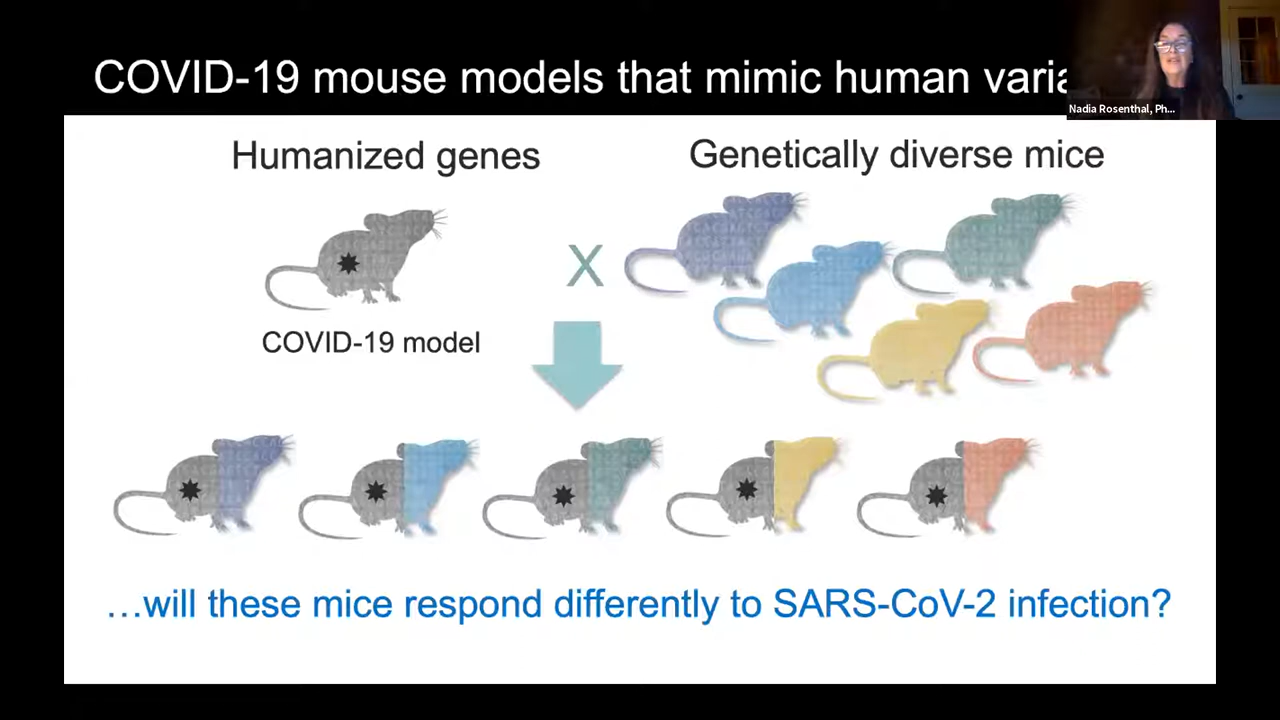 COVID-19 mouse models that mimic human varia
Nadia Rosenthal, Ph...
Humanized genes
Genetically diverse mice
X
COVID-19 model
…will these mice respond differently to SARS-CoV-2 infection?